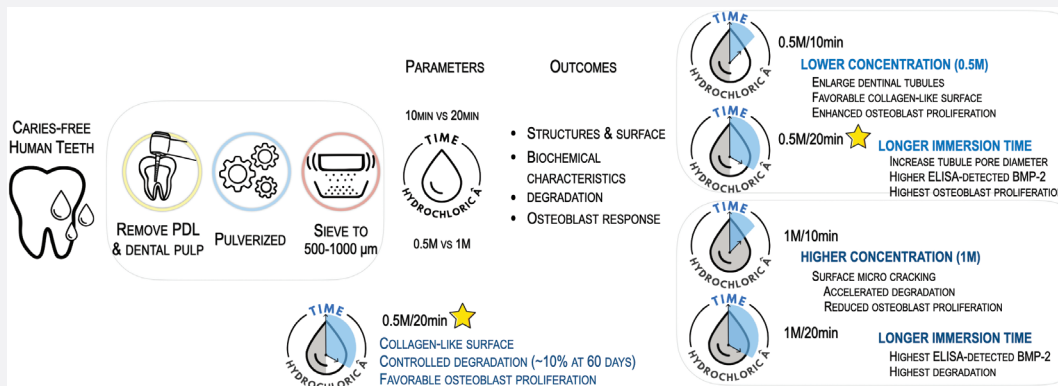 CARIES-FREE
HUMAN TEETH
REMOVE PDL
& DENTAL PULP
PULVERIZED
SIEVE TO
500-1000 µm
PARAMETERS
10MIN VS 20MIN
TIME
HYDROCHLORIC Â
0.5M VS 1M
OUTCOMES
• STRUCTURES & SURFACE
• BIOCHEMICAL
CHARACTERISTICS
• DEGRADATION
• OSTEOBLAST RESPONSE
TIME
HYDROCHLORIC Â
0.5M/10min
LOWER CONCENTRATION (0.5M)
ENLARGE DENTINAL TUBULES
FAVORABLE COLLAGEN-LIKE SURFACE
ENHANCED OSTEOBLAST PROLIFERATION
TIME
HYDROCHLORIC Â
0.5M/20min
LONGER IMMERSION TIME
INCREASE TUBULE PORE DIAMETER
HIGHER ELISA-DETECTED BMP-2
HIGHEST OSTEOBLAST PROLIFERATION
TIME
HYDROCHLORIC Â
1M/10min
HIGHER CONCENTRATION (1M)
SURFACE MICRO CRACKING
ACCELERATED DEGRADATION
REDUCED OSTEOBLAST PROLIFERATION
TIME
HYDROCHLORIC Â
1M/20min
LONGER IMMERSION TIME
HIGHEST ELISA-DETECTED BMP-2
HIGHEST DEGRADATION
TIME
HYDROCHLORIC Â
0.5M/20min
COLLAGEN-LIKE SURFACE
CONTROLLED DEGRADATION (~10% AT 60 DAYS)
FAVORABLE OSTEOBLAST PROLIFERATION